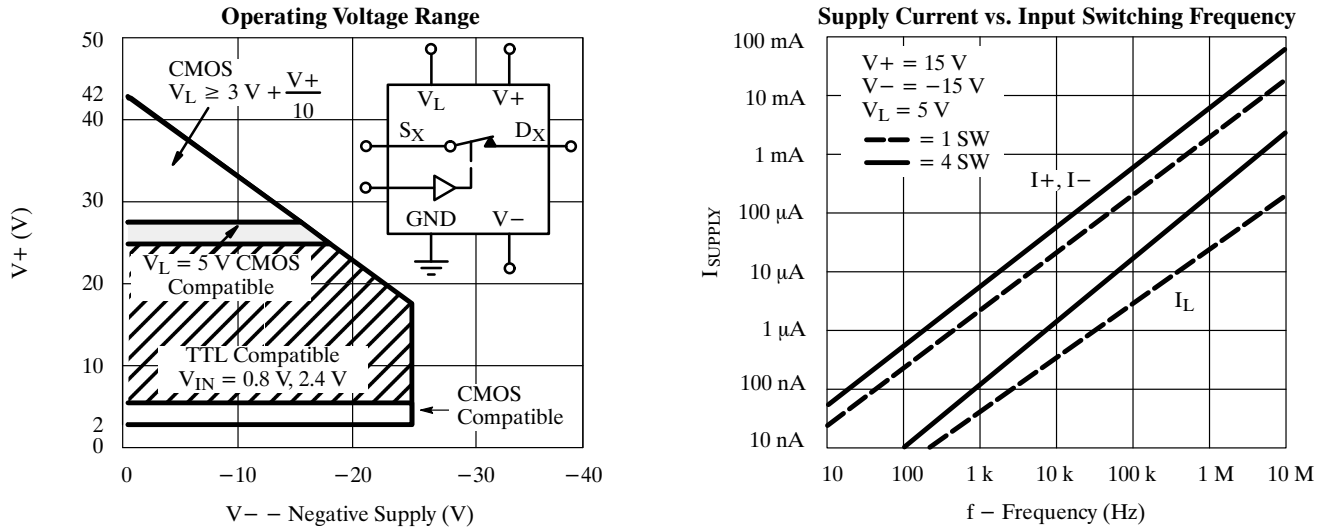 Operating Voltage Range
50
42
40
30
20
10
2
0
V+ (V)
CMOS
V_L ≥ 3 V + V+/10
V_L
V+
S_X
D_X
GND
V−
V_L = 5 V CMOS
Compatible
TTL Compatible
V_IN = 0.8 V, 2.4 V
CMOS
Compatible
0
−10
−20
−30
−40
V− − Negative Supply (V)
Supply Current vs. Input Switching Frequency
100 mA
10 mA
1 mA
100 µA
10 µA
1 µA
100 nA
10 nA
I_SUPPLY
V+ = 15 V
V− = −15 V
V_L = 5 V
= 1 SW
= 4 SW
I+, I−
I_L
10
100
1 k
10 k
100 k
1 M
10 M
f − Frequency (Hz)